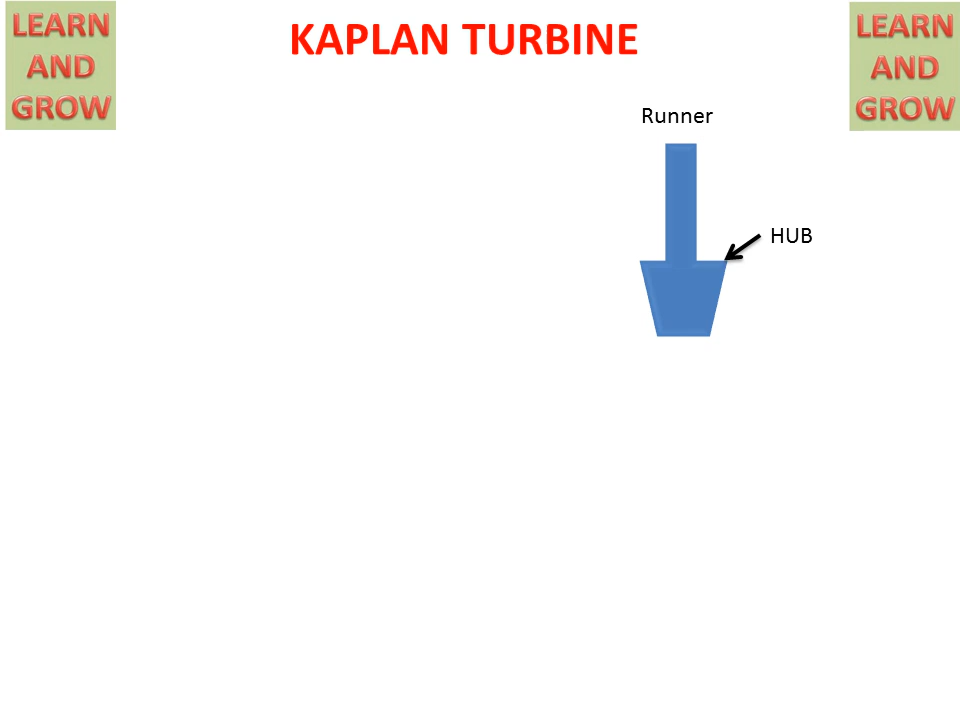 LEARN
AND
GROW
KAPLAN TURBINE
LEARN
AND
GROW
Runner
HUB